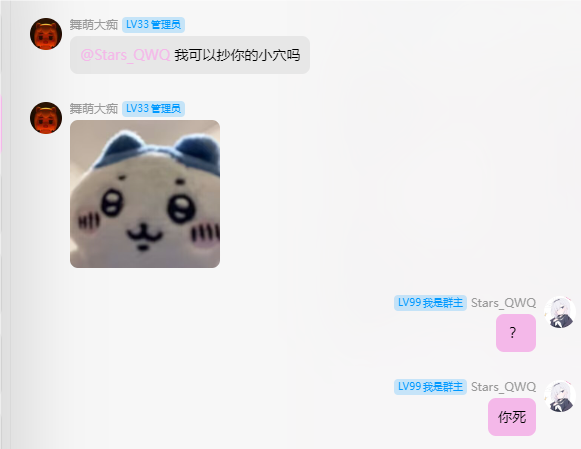 舞萌大痴 LV33 管理员
@Stars_QWQ 我可以抄你的小穴吗
舞萌大痴 LV33 管理员
LV99 我是群主 Stars_QWQ
？
LV99 我是群主 Stars_QWQ
你死